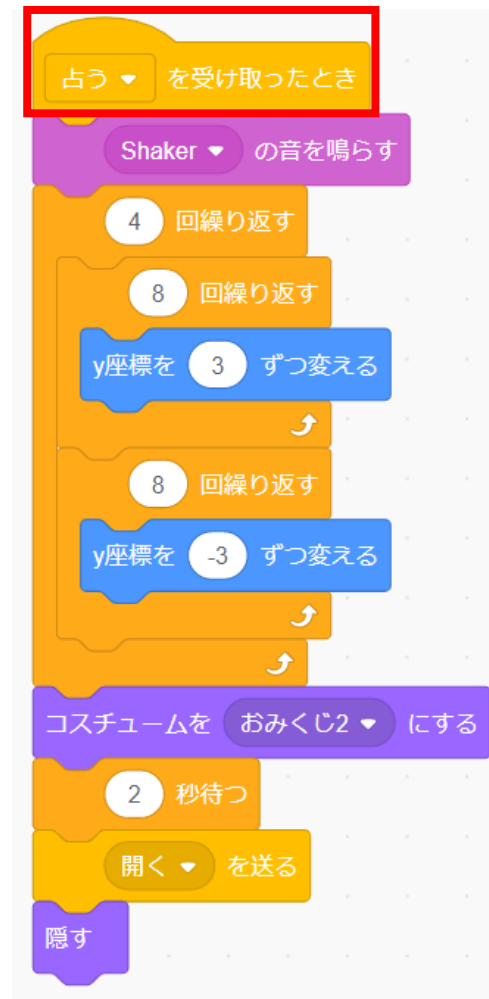 占う を受け取ったとき
Shaker の音を鳴らす
4 回繰り返す
8 回繰り返す
y座標を 3 ずつ変える
8 回繰り返す
y座標を -3 ずつ変える
コスチュームを おみくじ2 にする
2 秒待つ
開く を送る
隠す